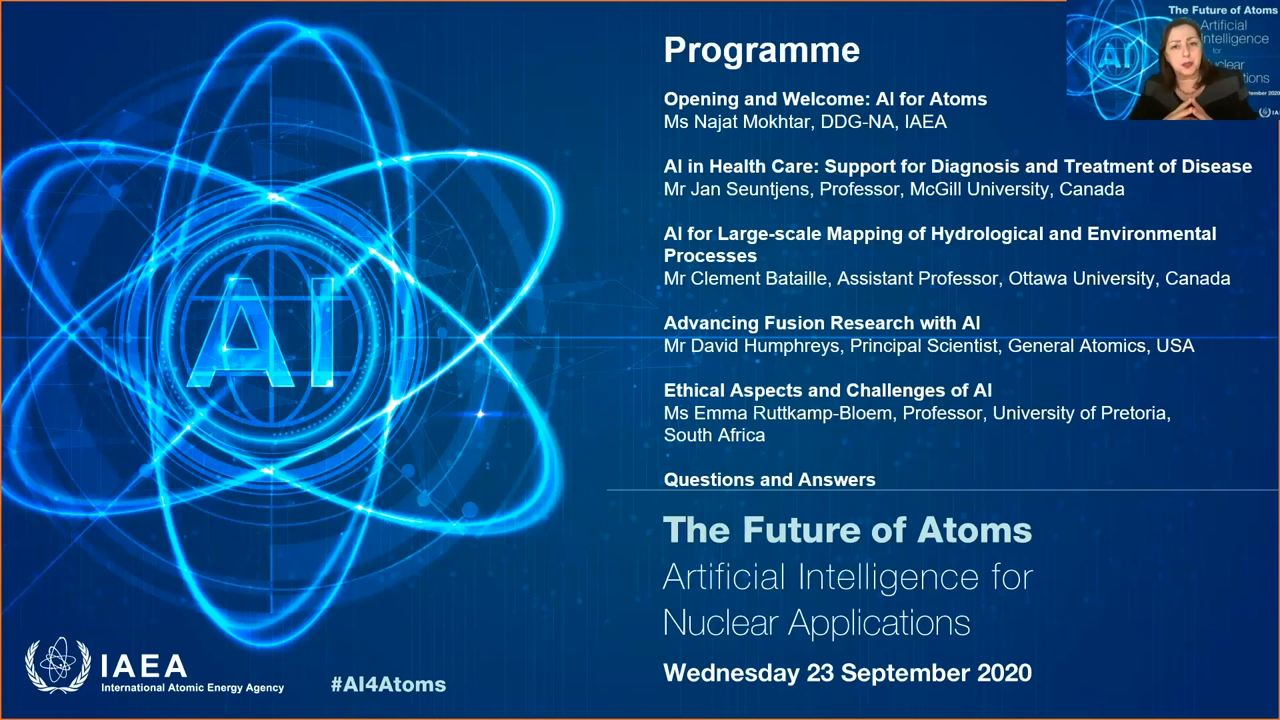 Programme
Opening and Welcome: AI for Atoms
Ms Najat Mokhtar, DDG-NA, IAEA
AI in Health Care: Support for Diagnosis and Treatment of Disease
Mr Jan Seuntjens, Professor, McGill University, Canada
AI for Large-scale Mapping of Hydrological and Environmental
Processes
Mr Clement Bataille, Assistant Professor, Ottawa University, Canada
Advancing Fusion Research with AI
Mr David Humphreys, Principal Scientist, General Atomics, USA
Ethical Aspects and Challenges of AI
Ms Emma Ruttkamp-Bloem, Professor, University of Pretoria,
South Africa
Questions and Answers
The Future of Atoms
Artificial Intelligence for
Nuclear Applications
Wednesday 23 September 2020
AI
IAEA
International Atomic Energy Agency
#AI4Atoms
The Future of Atoms
Artificial
Intelligence
for
AI
2020